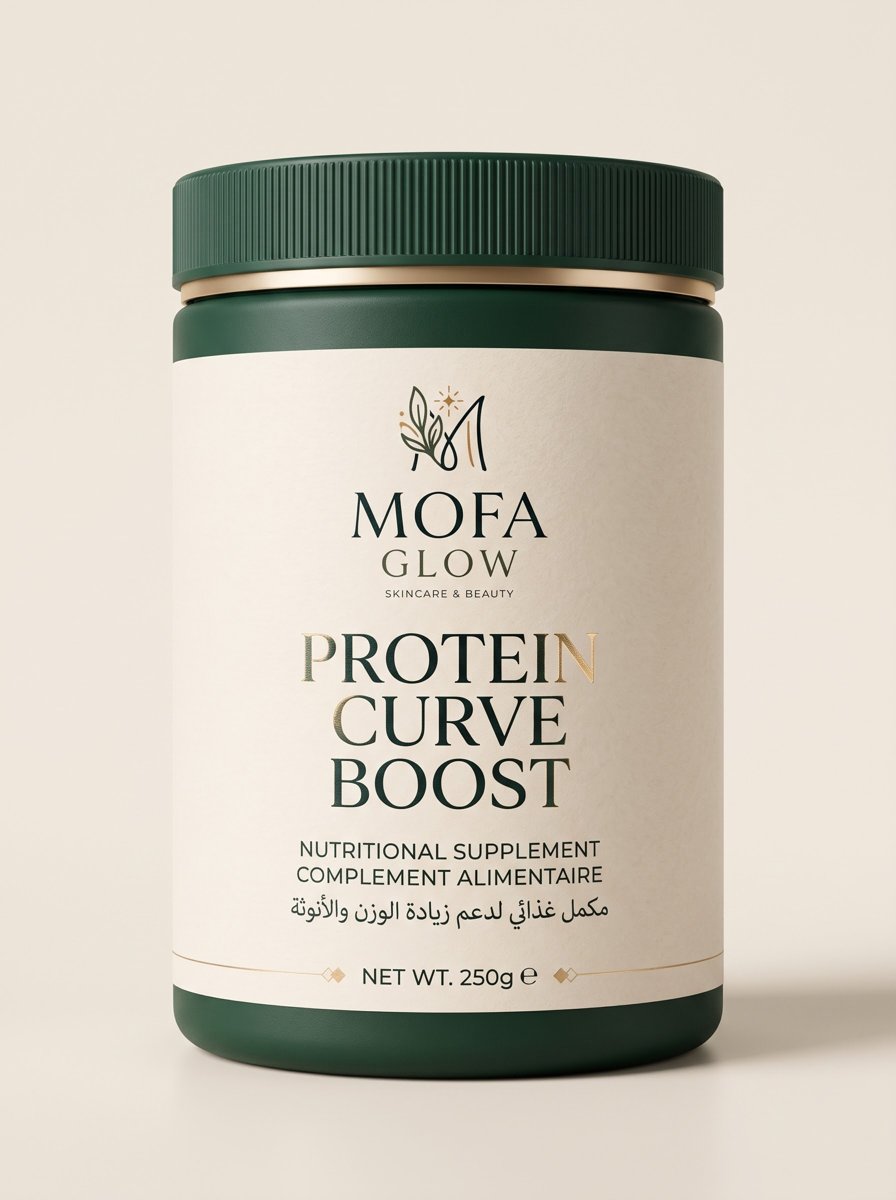 MOFA
GLOW
SKINCARE & BEAUTY
PROTEIN
CURVE
BOOST
NUTRITIONAL SUPPLEMENT
COMPLEMENT ALIMENTAIRE
مكمل غذائي لدعم زيادة الوزن والأنوثة
NET WT. 250g ℮